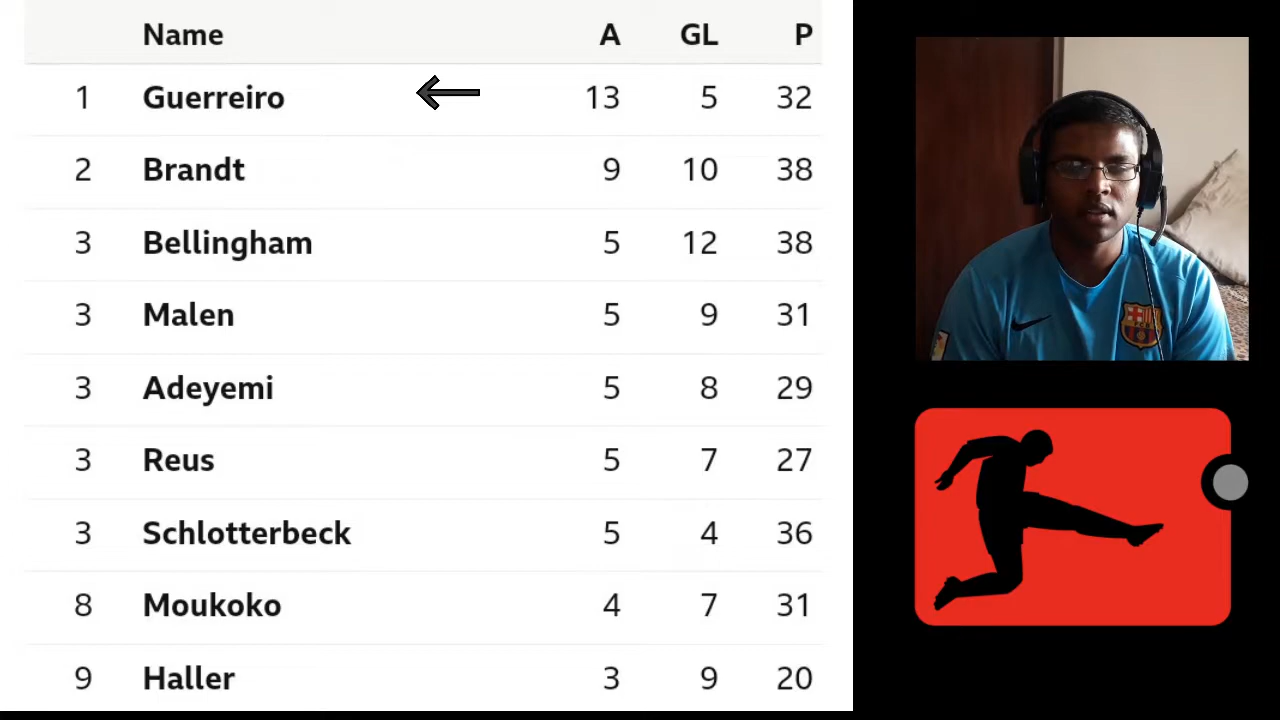 Name A GL P
1 Guerreiro 13 5 32
2 Brandt 9 10 38
3 Bellingham 5 12 38
3 Malen 5 9 31
3 Adeyemi 5 8 29
3 Reus 5 7 27
3 Schlotterbeck 5 4 36
8 Moukoko 4 7 31
9 Haller 3 9 20